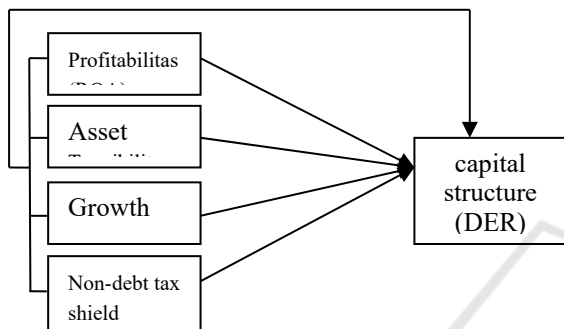 Profitabilitas
Asset
Growth
Non-debt tax
shield
capital
structure
(DER)